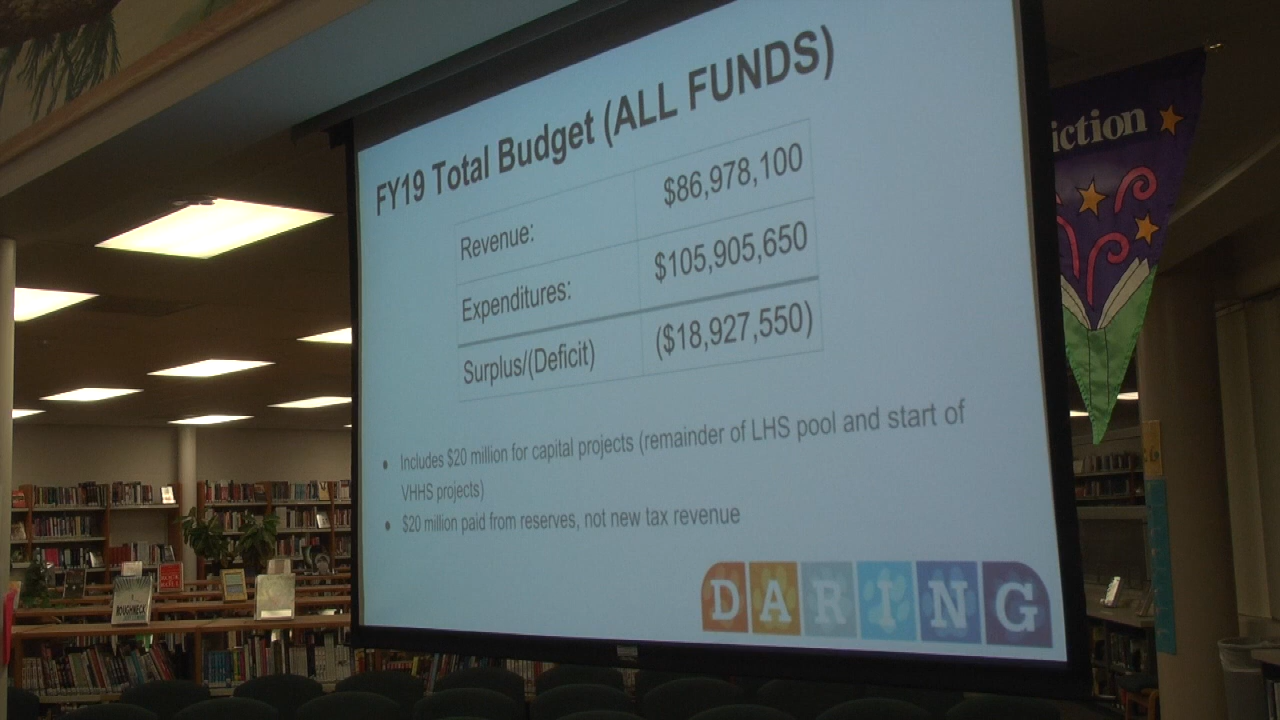 FY19 Total Budget (ALL FUNDS)
Revenue: $86,978,100
Expenditures: $105,905,650
Surplus/(Deficit) ($18,927,550)
• Includes $20 million for capital projects (remainder of LHS pool and start of
VHHS projects)
• $20 million paid from reserves, not new tax revenue
DARING
iction
ROUGHNECK